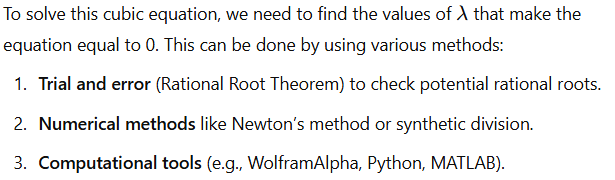 To solve this cubic equation, we need to find the values of λ that make the
equation equal to 0. This can be done by using various methods:
1. Trial and error (Rational Root Theorem) to check potential rational roots.
2. Numerical methods like Newton's method or synthetic division.
3. Computational tools (e.g., WolframAlpha, Python, MATLAB).